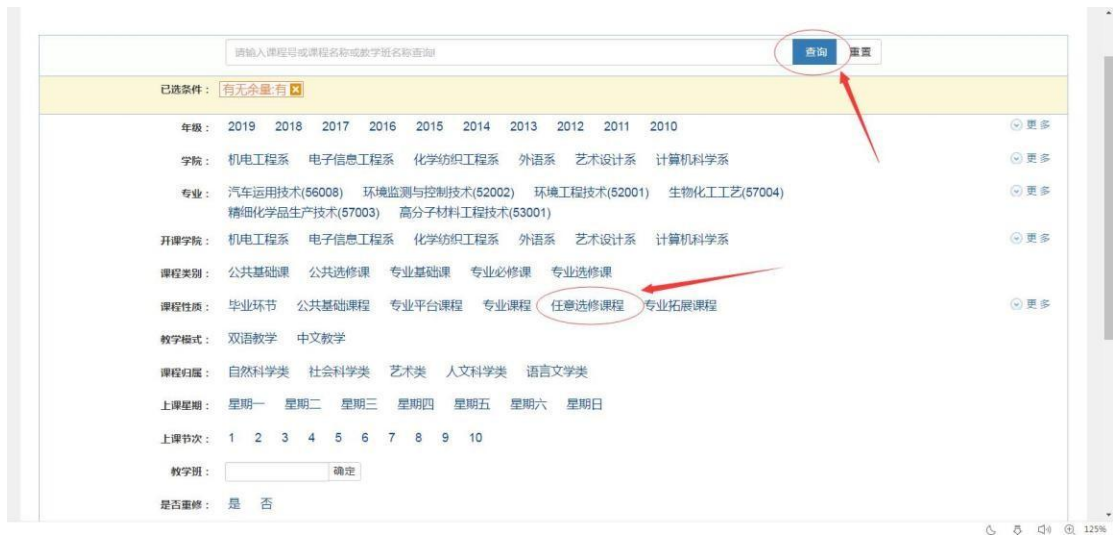 请输入课程号或课程名称或教学班名称查询! 查询 重置
已选条件: 有无余量:有
年级: 2019 2018 2017 2016 2015 2014 2013 2012 2011 2010 更多
学院: 机电工程系 电子信息工程系 化学纺织工程系 外语系 艺术设计系 计算机科学系 更多
专业: 汽车运用技术(56008) 环境监测与控制技术(52002) 环境工程技术(52001) 生物化工工艺(57004) 更多
精细化学品生产技术(57003) 高分子材料工程技术(53001)
开课学院: 机电工程系 电子信息工程系 化学纺织工程系 外语系 艺术设计系 计算机科学系 更多
课程类别: 公共基础课 公共选修课 专业基础课 专业必修课 专业选修课
课程性质: 毕业环节 公共基础课程 专业平台课程 专业课程 任意选修课程 专业拓展课程 更多
教学模式: 双语教学 中文教学
课程归属: 自然科学类 社会科学类 艺术类 人文科学类 语言文学类
上课星期: 星期一 星期二 星期三 星期四 星期五 星期六 星期日
上课节次: 1 2 3 4 5 6 7 8 9 10
教学班: 确定
是否重修: 是 否
125%